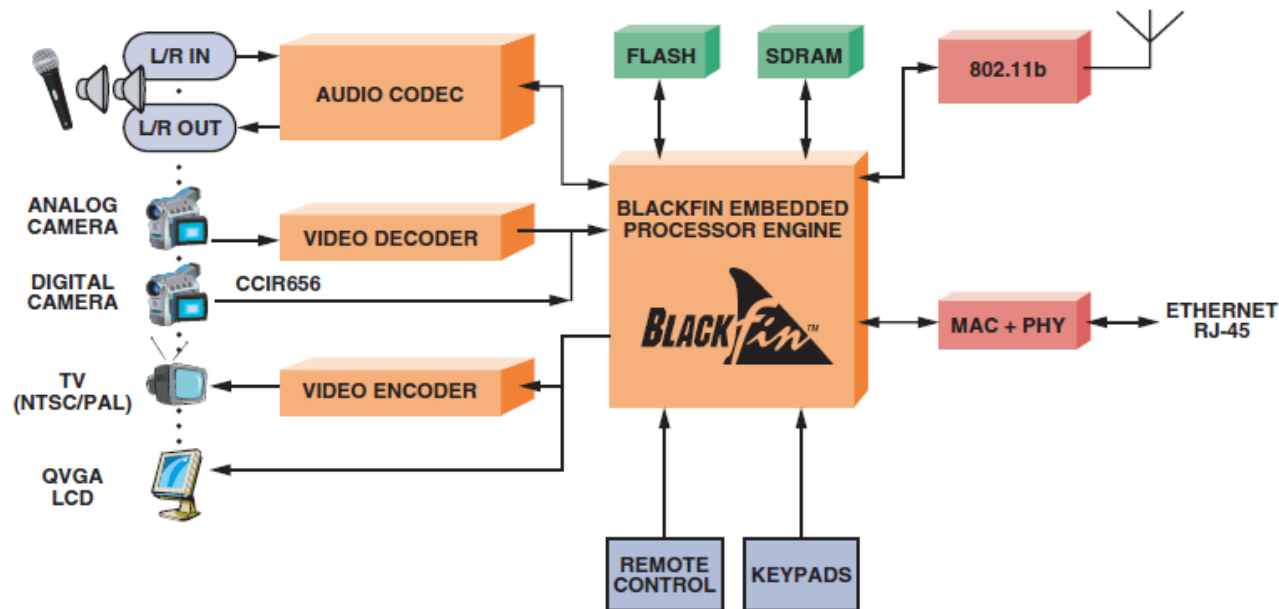 L/R IN
AUDIO CODEC
L/R OUT
FLASH
SDRAM
802.11b
ANALOG
CAMERA
VIDEO DECODER
BLACKFIN EMBEDDED
PROCESSOR ENGINE
DIGITAL
CAMERA
CCIR656
BLACKfin™
MAC + PHY
ETHERNET
RJ-45
TV
(NTSC/PAL)
VIDEO ENCODER
QVGA
LCD
REMOTE
CONTROL
KEYPADS